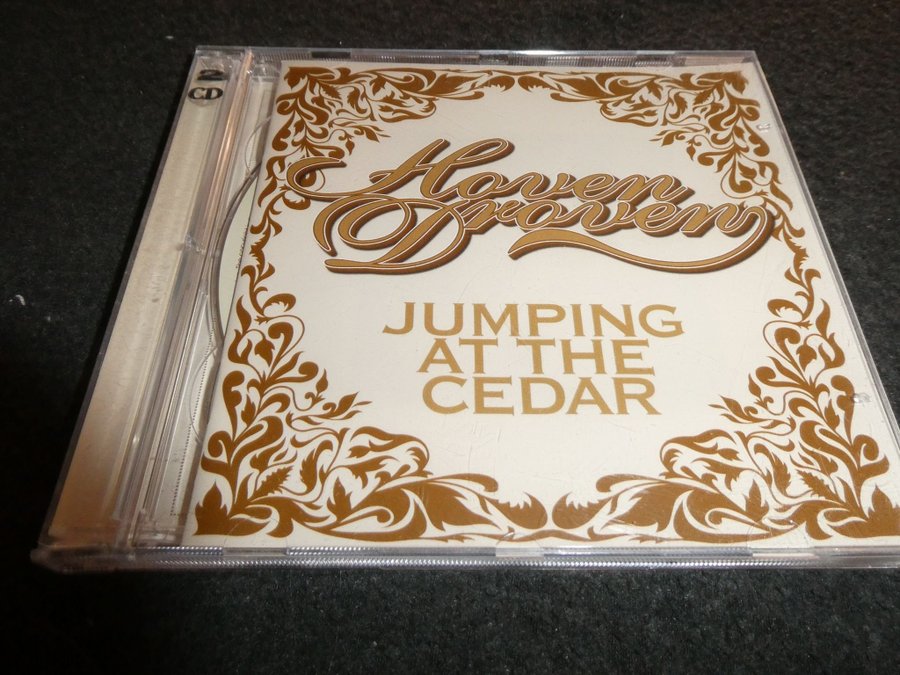 2
CD
Hoven
Droven
JUMPING
AT THE
CEDAR